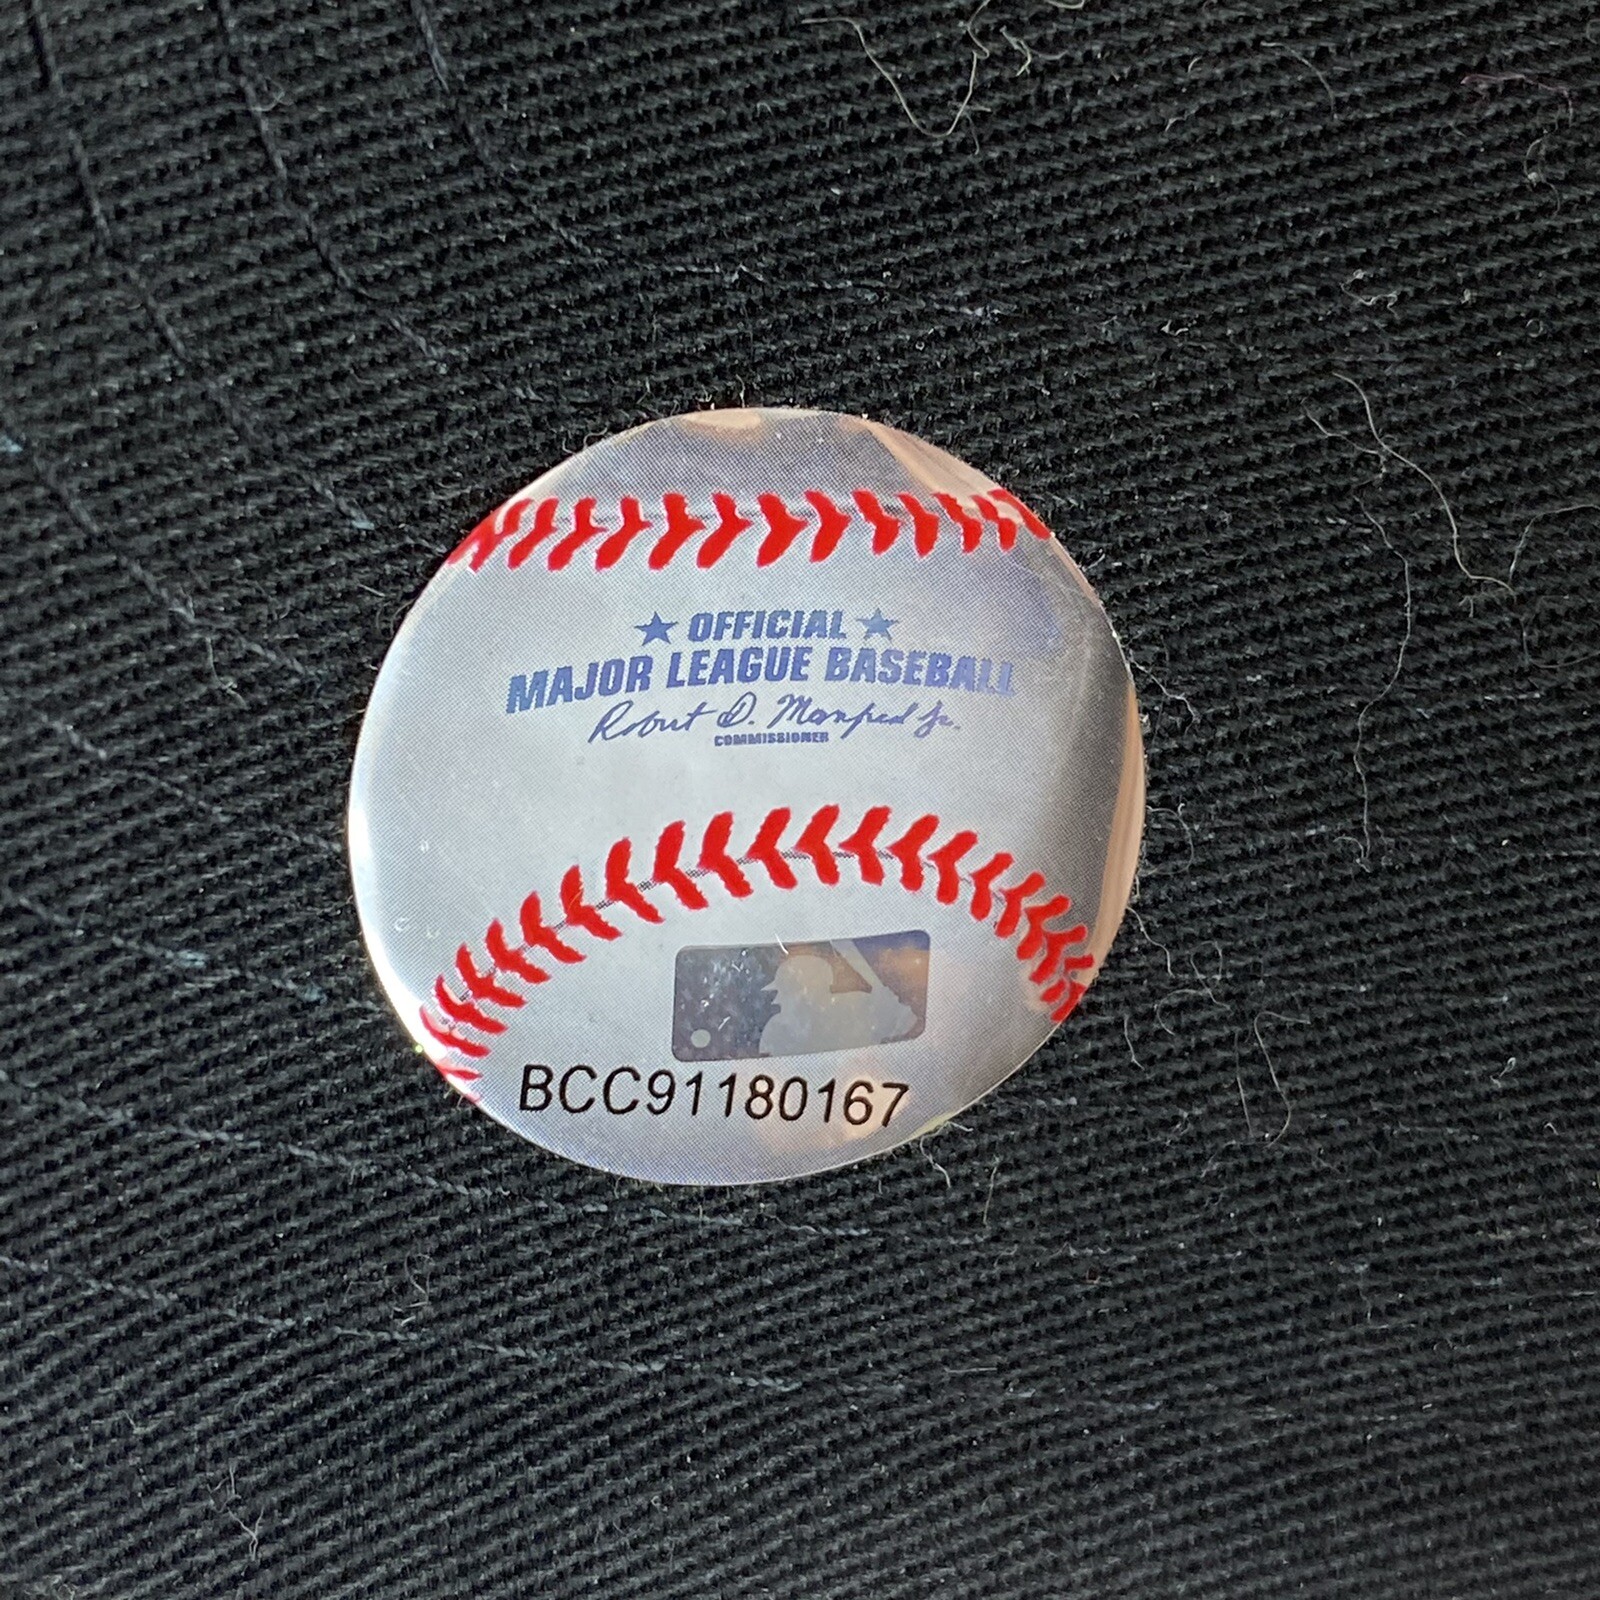 ★ OFFICIAL ★
MAJOR LEAGUE BASEBALL
Robert D. Manfred Jr.
COMMISSIONER
BCC91180167